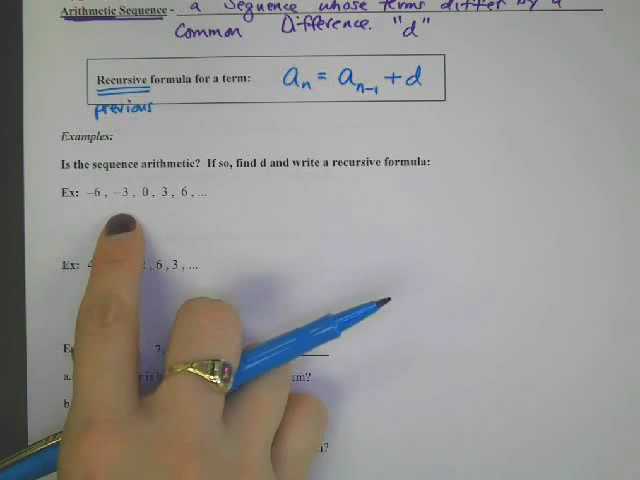 Arithmetic Sequence - a Sequence whose terms differ by a
Common Difference. "d"
Recursive formula for a term: aₙ = aₙ₋₁ + d
previous
Examples:
Is the sequence arithmetic? If so, find d and write a recursive formula:
Ex: –6 , –3 , 0 , 3 , 6 , ...
Ex: , 6 , 3 , ...
7,
a.
b